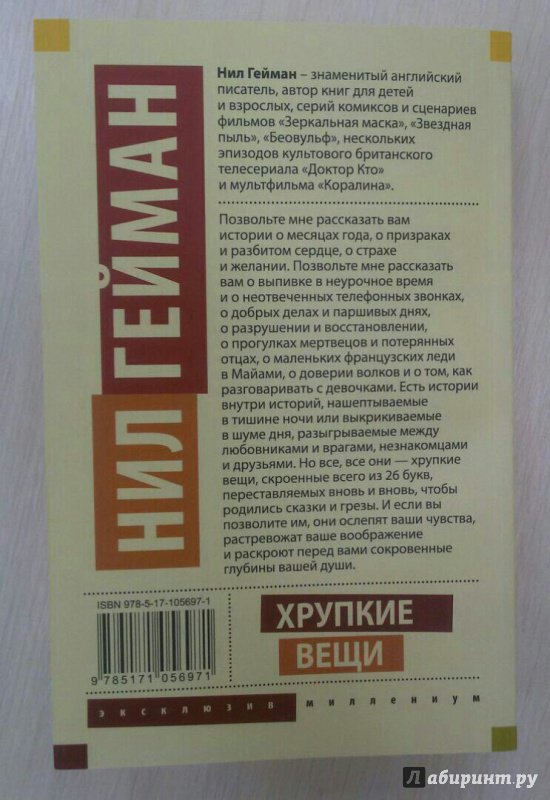 НИЛ ГЕЙМАН
Нил Гейман – знаменитый английский
писатель, автор книг для детей
и взрослых, серий комиксов и сценариев
фильмов «Зеркальная маска», «Звездная
пыль», «Беовульф», нескольких
эпизодов культового британского
телесериала «Доктор Кто»
и мультфильма «Коралина».
Позвольте мне рассказать вам
истории о месяцах года, о призраках
и разбитом сердце, о страхе
и желании. Позвольте мне рассказать
вам о выпивке в неурочное время
и о неотвеченных телефонных звонках,
о добрых делах и паршивых днях,
о разрушении и восстановлении,
о прогулках мертвецов и потерянных
отцах, о маленьких французских леди
в Майами, о доверии волков и о том, как
разговаривать с девочками. Есть истории
внутри историй, нашептываемые
в тишине ночи или выкрикиваемые
в шуме дня, разыгрываемые между
любовниками и врагами, незнакомцами
и друзьями. Но все, все они — хрупкие
вещи, скроенные всего из 26 букв,
переставляемых вновь и вновь, чтобы
родились сказки и грезы. И если вы
позволите им, они ослепят ваши чувства,
растревожат ваше воображение
и раскроют перед вами сокровенные
глубины вашей души.
ISBN 978-5-17-105697-1
9 785171 056971
ХРУПКИЕ
ВЕЩИ
эксклюзив миллениум
Лабиринт.ру